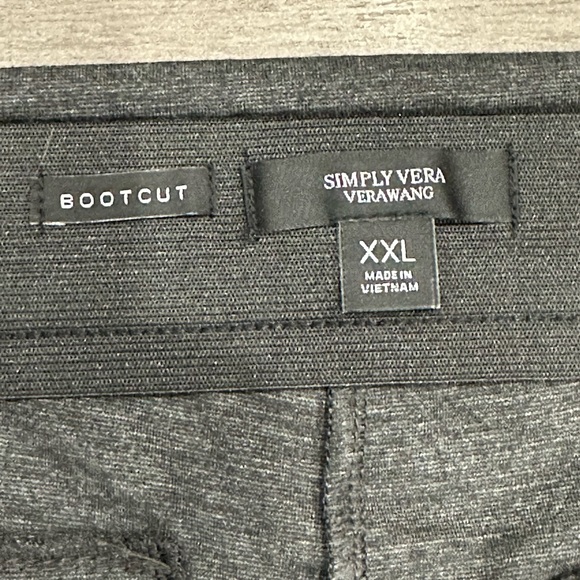 BOOTCUT
SIMPLY VERA
VERAWANG
XXL
MADE IN
VIETNAM